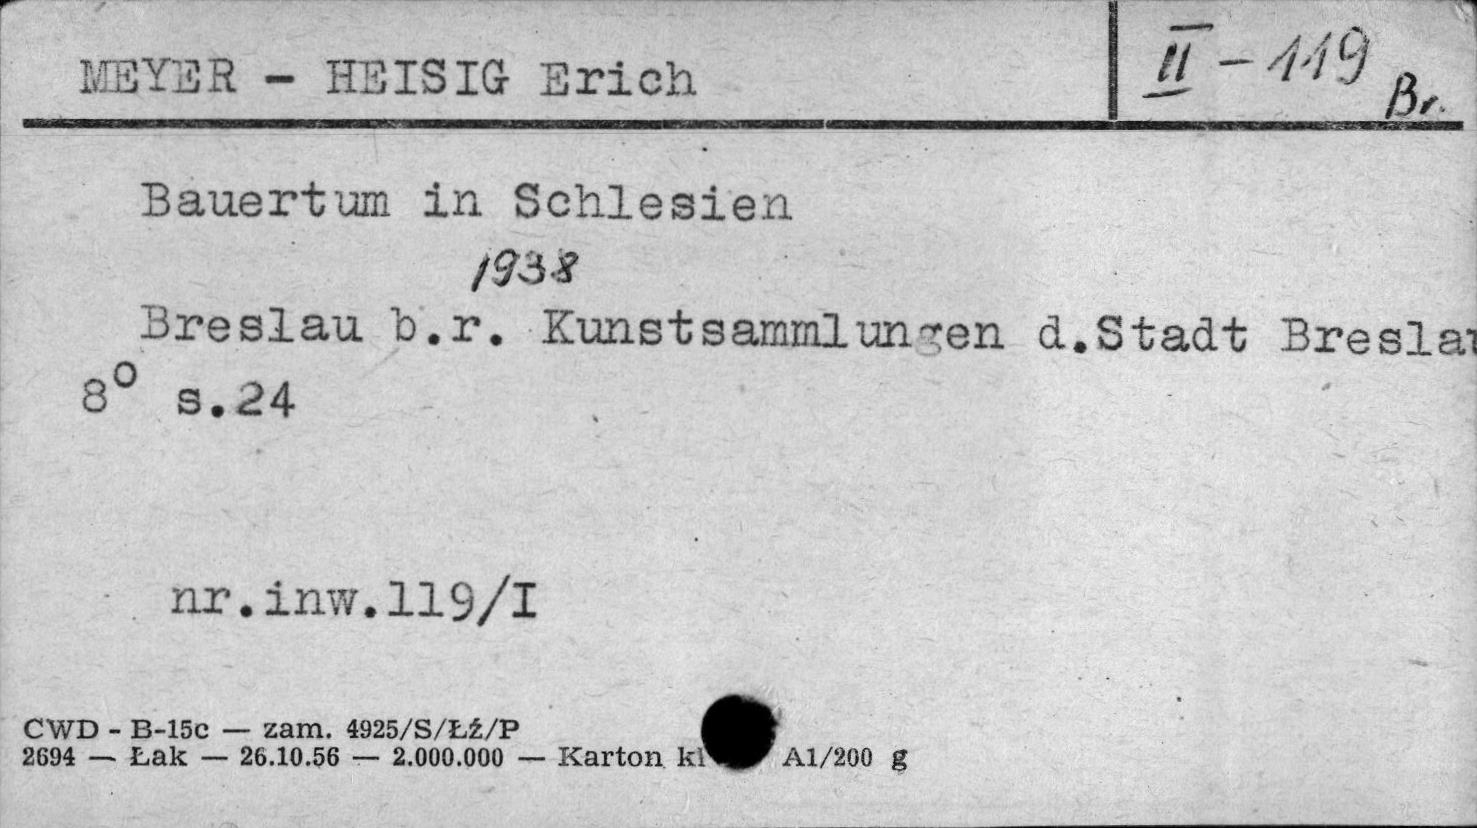 MEYER - HEISIG Erich
II - 119
Br.
Bauertum in Schlesien
1938
Breslau b.r. Kunstsammlungen d.Stadt Breslau
8° s.24
nr.inw.119/I
CWD - B-15c — zam. 4925/S/ŁŹ/P
2694 — Łak — 26.10.56 — 2.000.000 — Karton kl A1/200 g